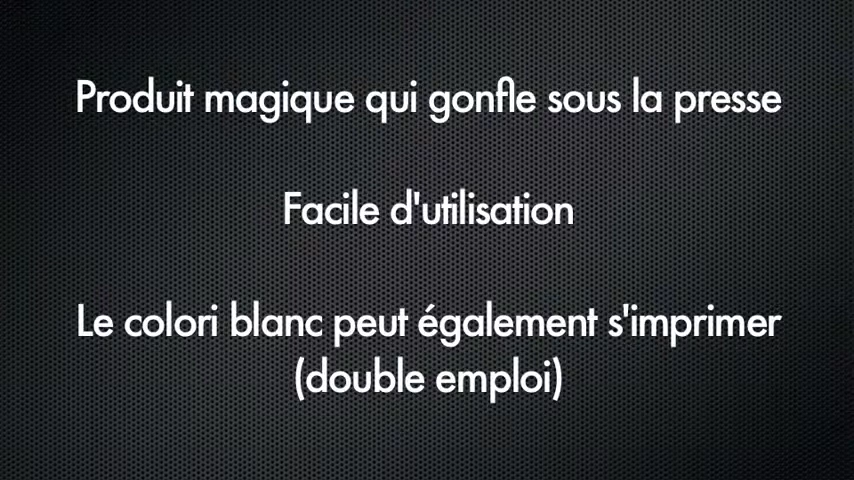 Produit magique qui gonfle sous la presse
Facile d'utilisation
Le colori blanc peut également s'imprimer
(double emploi)